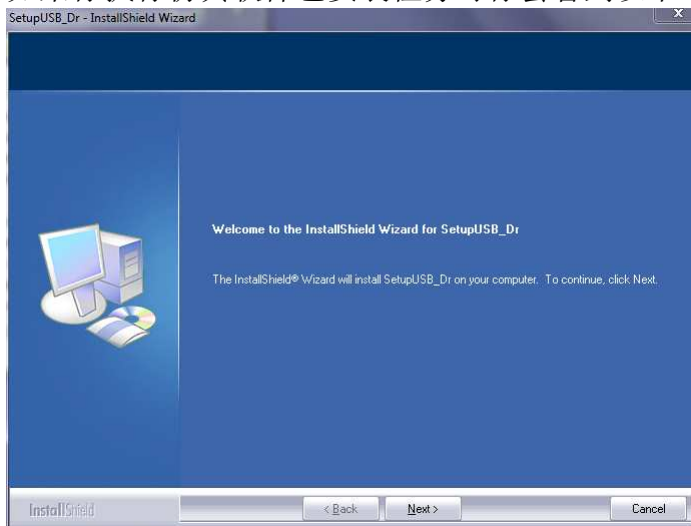 SetupUSB_Dr - InstallShield Wizard
Welcome to the InstallShield Wizard for SetupUSB_Dr
The InstallShield® Wizard will install SetupUSB_Dr on your computer. To continue, click Next.
InstallShield
< Back
Next >
Cancel